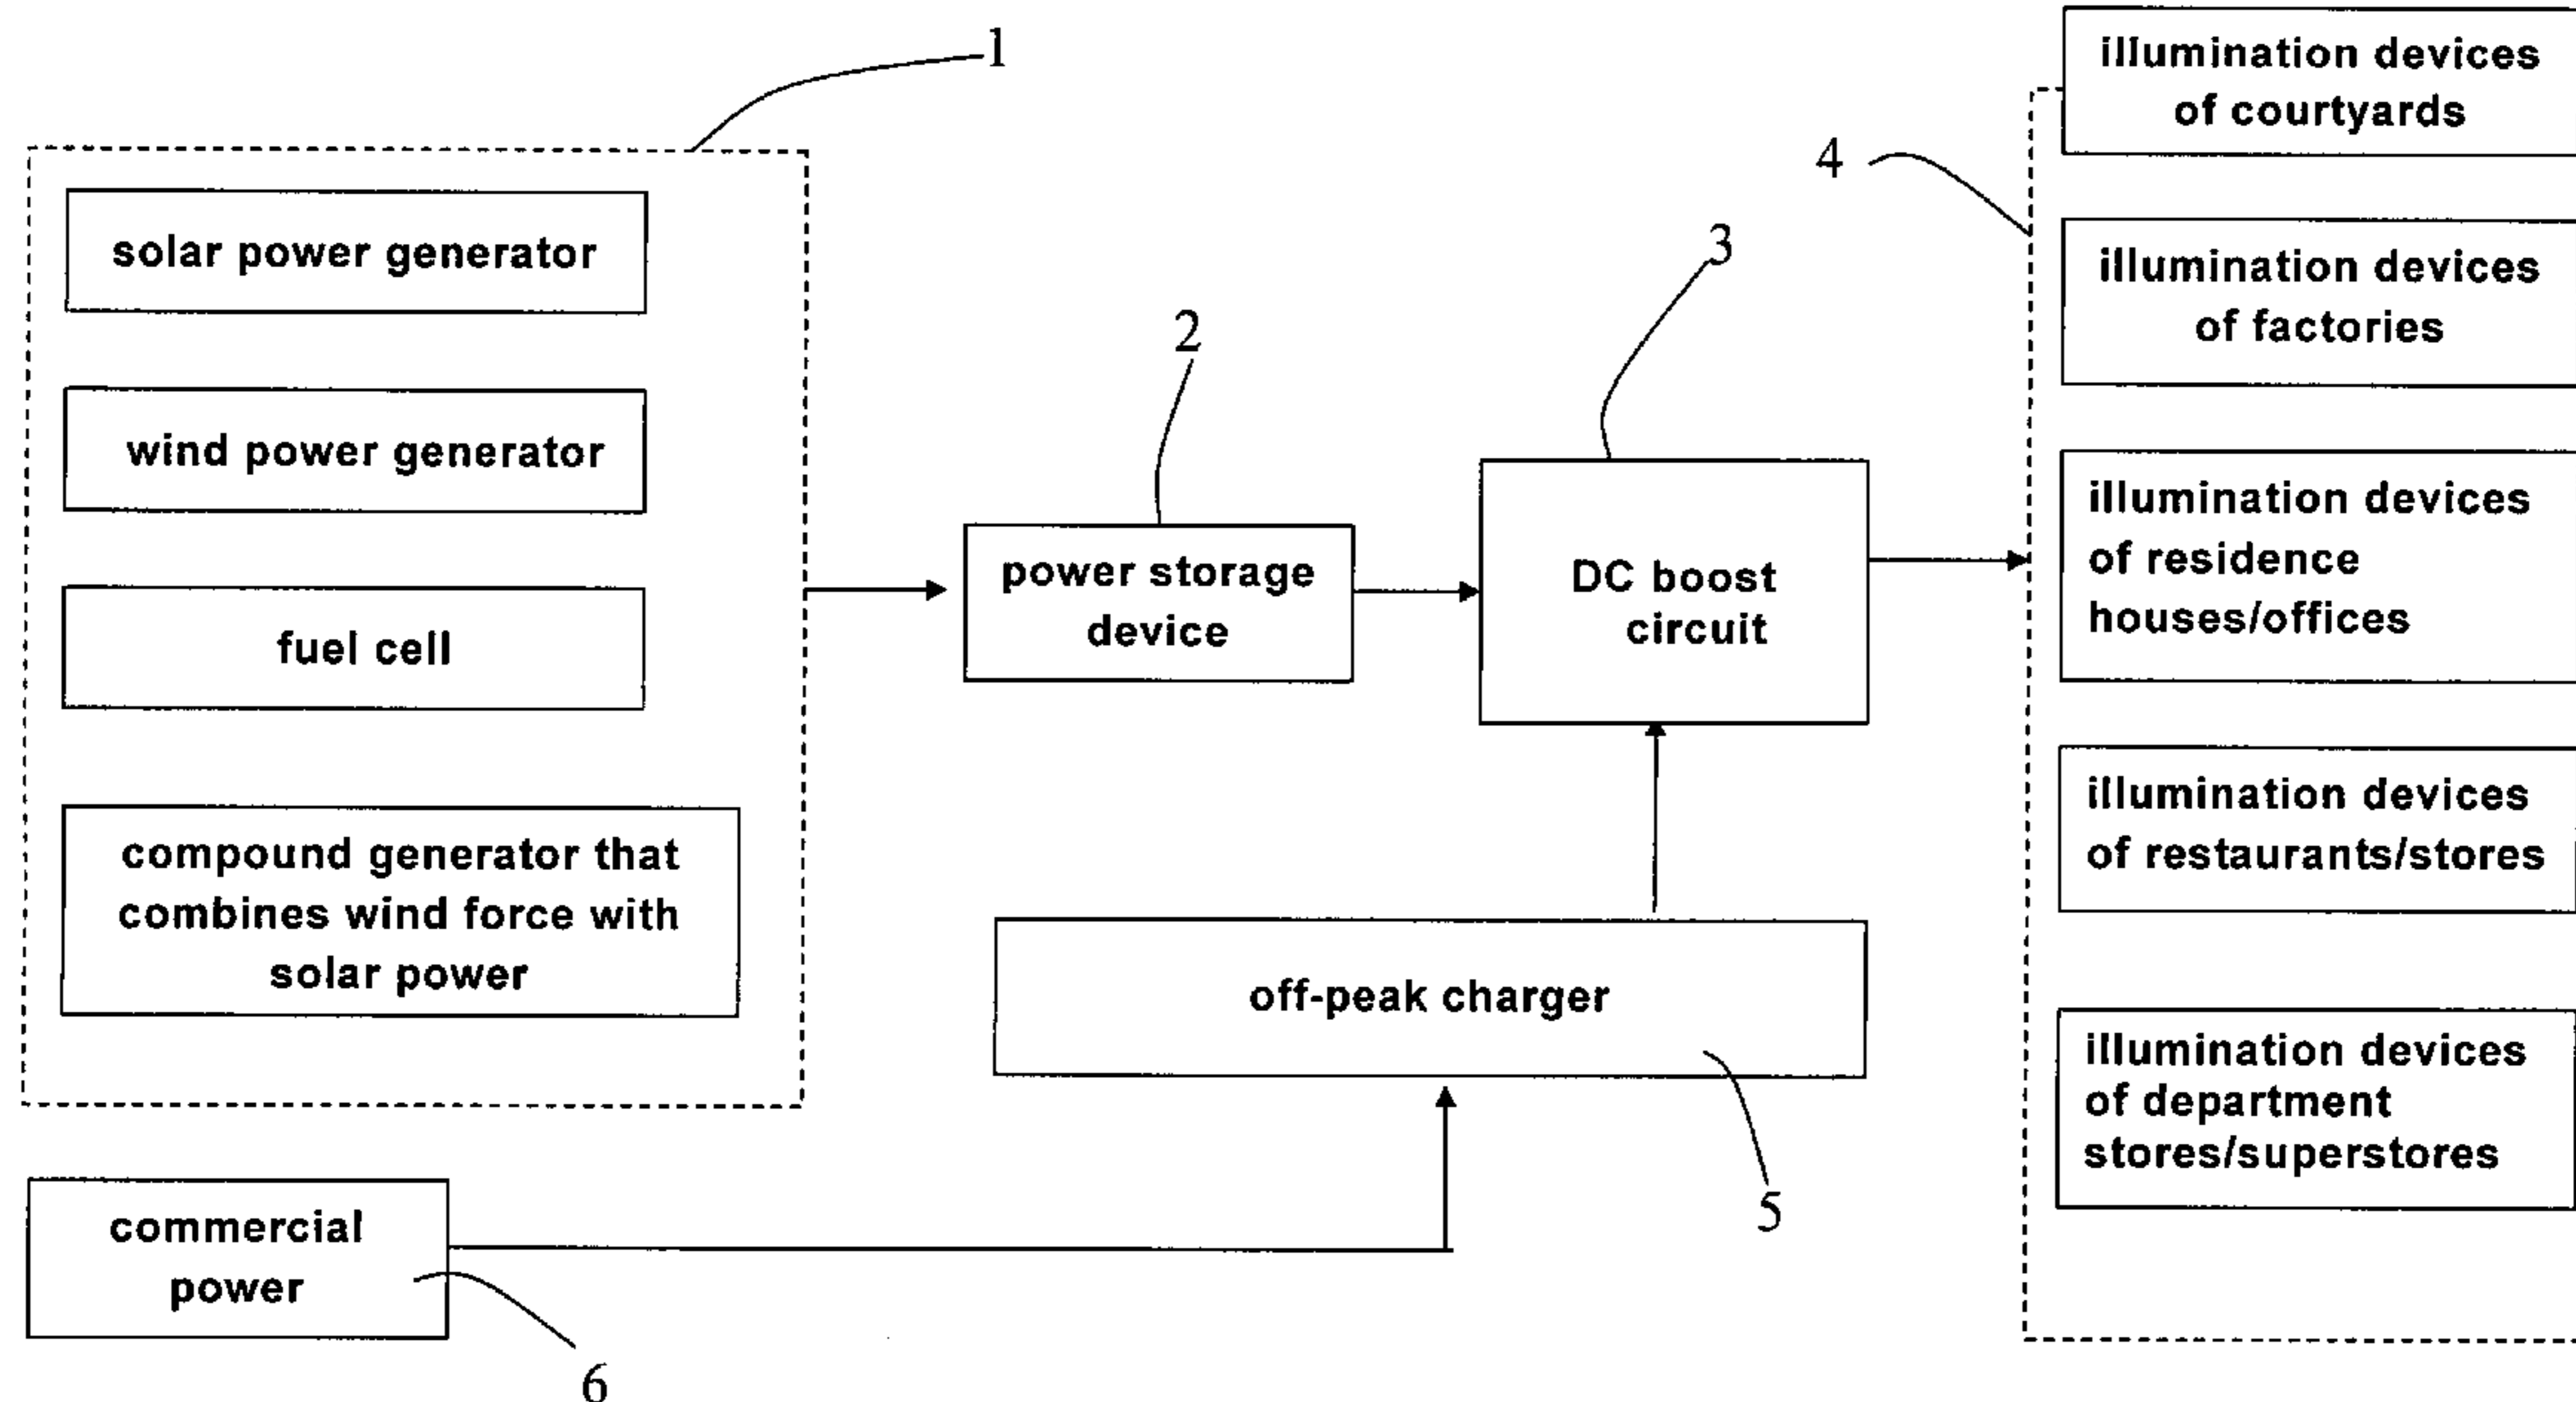 1
solar power generator
wind power generator
fuel cell
compound generator that
combines wind force with
solar power
commercial
power
6
2
power storage
device
3
DC boost
circuit
off-peak charger
5
4
illumination devices
of courtyards
illumination devices
of factories
illumination devices
of residence
houses/offices
illumination devices
of restaurants/stores
illumination devices
of department
stores/superstores